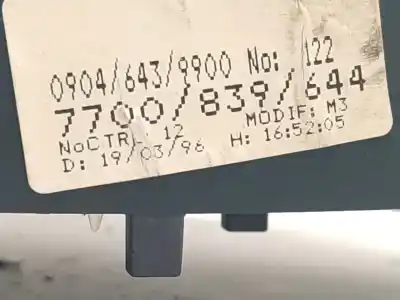 0904/643/9900 No: 122
7700/839/644
NoCTRL 12 MODIF: M3
D: 19/03/96 H: 16:52:05